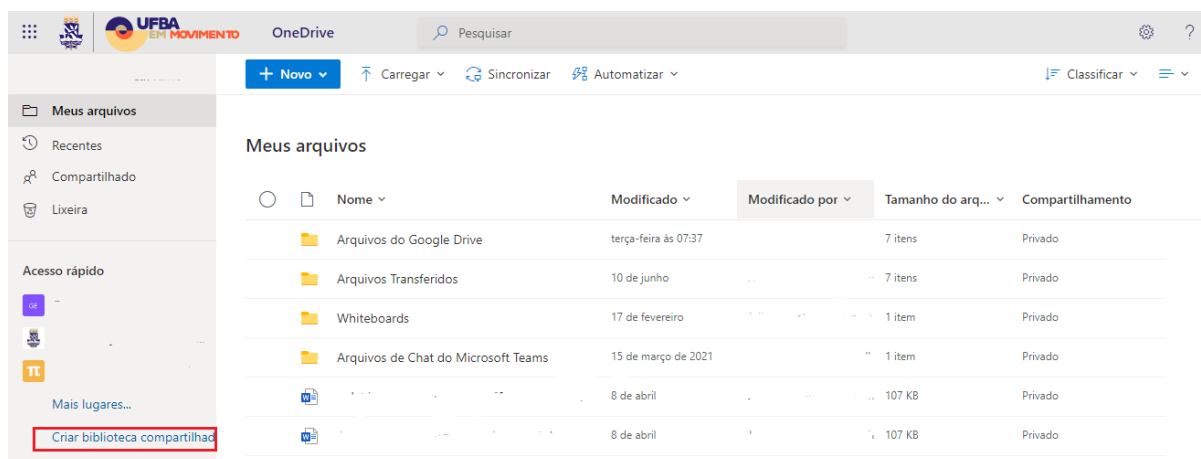 UFBA
EM MOVIMENTO
OneDrive
Pesquisar
?
Novo
Carregar
Sincronizar
Automatizar
Classificar
Meus arquivos
Recentes
Compartilhado
Lixeira
Acesso rápido
GE
π
Mais lugares...
Criar biblioteca compartilhad
Meus arquivos
Nome Modificado Modificado por Tamanho do arq... Compartilhamento
Arquivos do Google Drive terça-feira às 07:37 7 itens Privado
Arquivos Transferidos 10 de junho 7 itens Privado
Whiteboards 17 de fevereiro 1 item Privado
Arquivos de Chat do Microsoft Teams 15 de março de 2021 1 item Privado
8 de abril 107 KB Privado
8 de abril 107 KB Privado